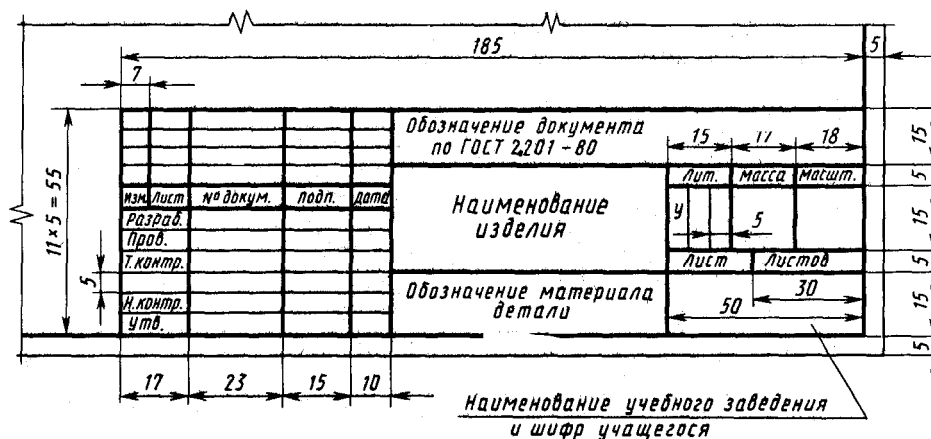 185
5
7
Обозначение документа
по ГОСТ 2.201-80
15 17 18
15
Лит. Масса Масшт.
5
11×5=55
Изм. Лист № докум. Подп. Дата
Наименование
изделия
У
5
15
Разраб.
Пров.
Т.контр.
Лист Листов
5
5
Обозначение материала
детали
30
50
15
Н.контр.
Утв.
5
17 23 15 10
Наименование учебного заведения
и шифр учащегося